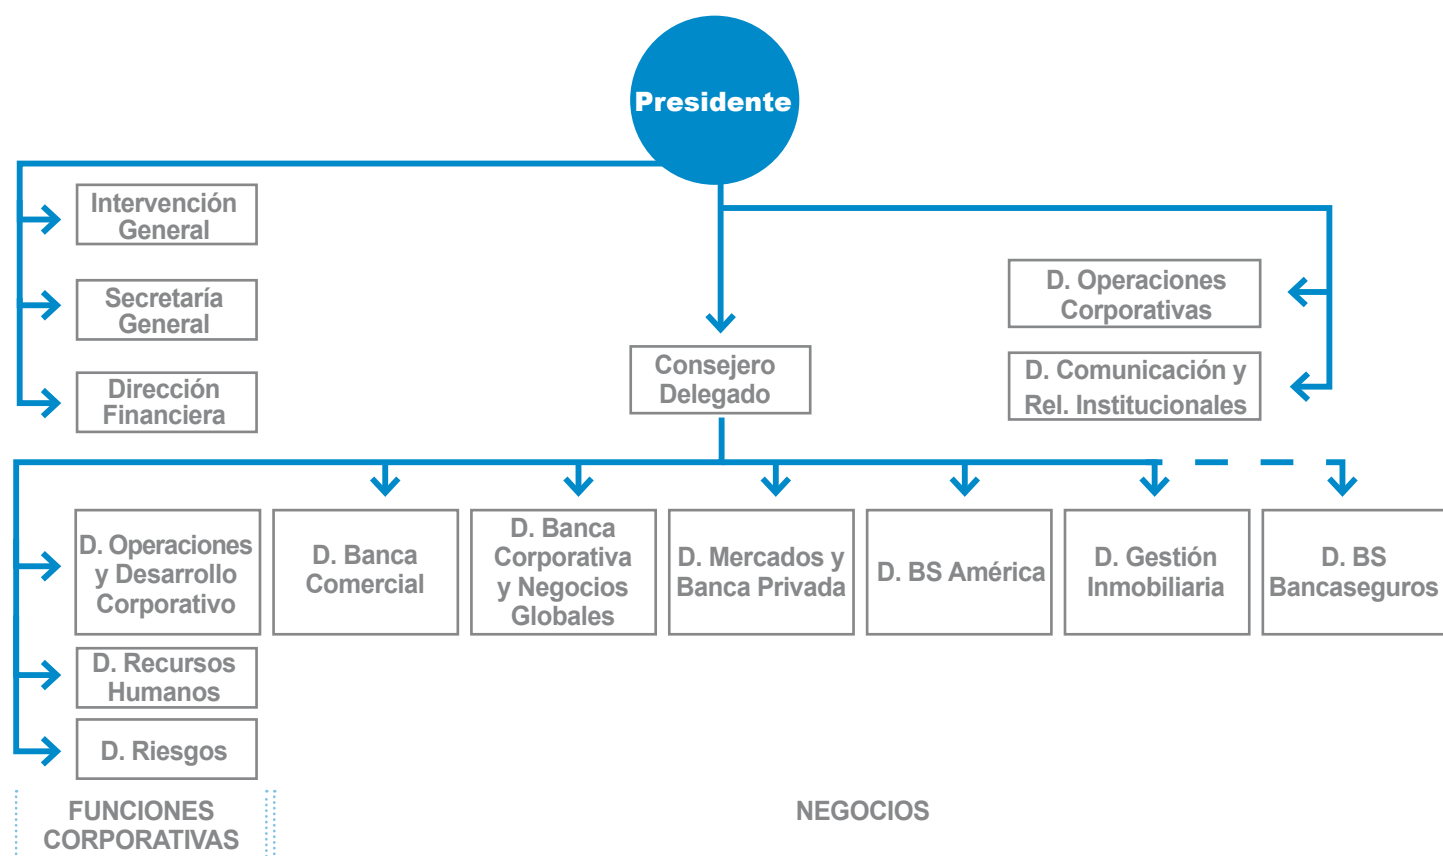 Presidente
Intervención
General
Secretaría
General
Dirección
Financiera
Consejero
Delegado
D. Operaciones
Corporativas
D. Comunicación y
Rel. Institucionales
D. Operaciones
y Desarrollo
Corporativo
D. Banca
Comercial
D. Banca
Corporativa
y Negocios
Globales
D. Mercados y
Banca Privada
D. BS América
D. Gestión
Inmobiliaria
D. BS
Bancaseguros
D. Recursos
Humanos
D. Riesgos
FUNCIONES
CORPORATIVAS
NEGOCIOS